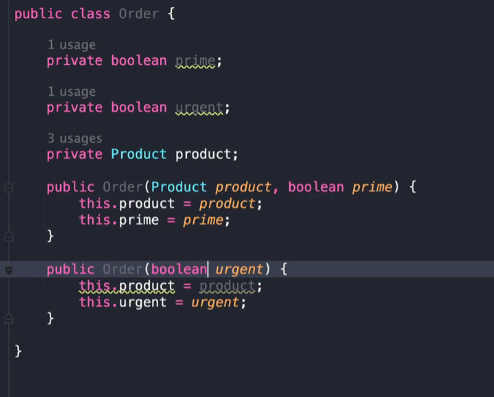 public class Order {
1 usage
private boolean prime;
1 usage
private boolean urgent;
3 usages
private Product product;
public Order(Product product, boolean prime) {
this.product = product;
this.prime = prime;
}
public Order(boolean urgent) {
this.product = product;
this.urgent = urgent;
}
}